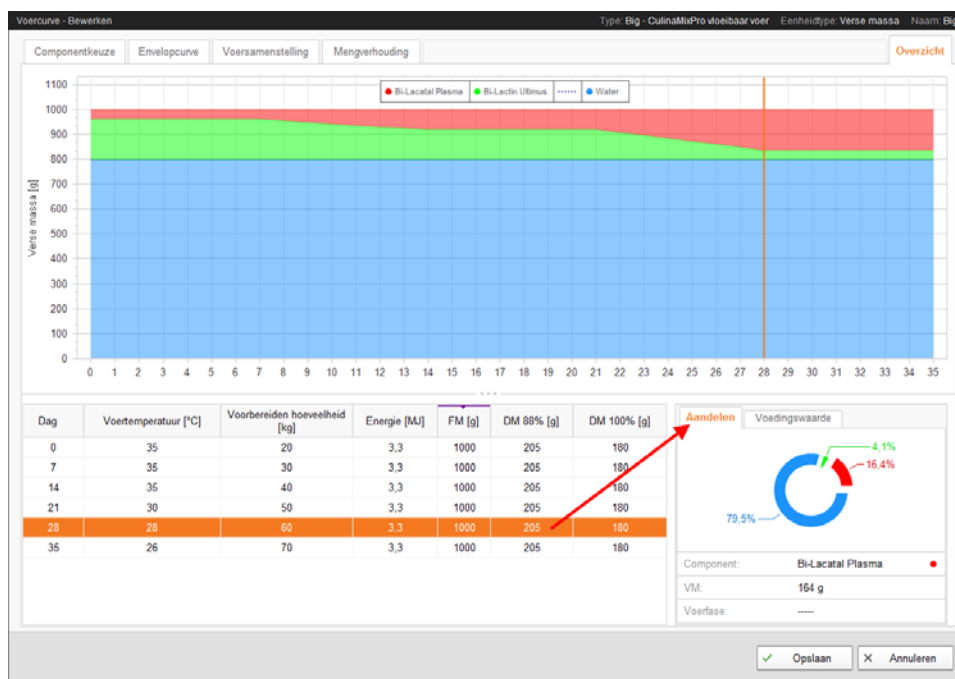 Voercurve - Bewerken Type: Big - CulinaMixPro vloeibaar voer Eenheidtype: Verse massa Naam: Big
Componentkeuze Envelopcurve Voersamenstelling Mengverhouding Overzicht
Bi-Lacatal Plasma Bi-Lactin Ultimus Water
Verse massa [g]
1100
1000
900
800
700
600
500
400
300
200
100
0
0 1 2 3 4 5 6 7 8 9 10 11 12 13 14 15 16 17 18 19 20 21 22 23 24 25 26 27 28 29 30 31 32 33 34 35
Dag Voertemperatuur [°C] Voorbereiden hoeveelheid [kg] Energie [MJ] FM [g] DM 88% [g] DM 100% [g]
0 35 20 3,3 1000 205 180
7 35 30 3,3 1000 205 180
14 35 40 3,3 1000 205 180
21 30 50 3,3 1000 205 180
28 28 60 3,3 1000 205 180
35 26 70 3,3 1000 205 180
Aandelen Voedingswaarde
4,1%
16,4%
79,5%
Component: Bi-Lacatal Plasma
VM: 164 g
Voerfase: -----
Opslaan Annuleren